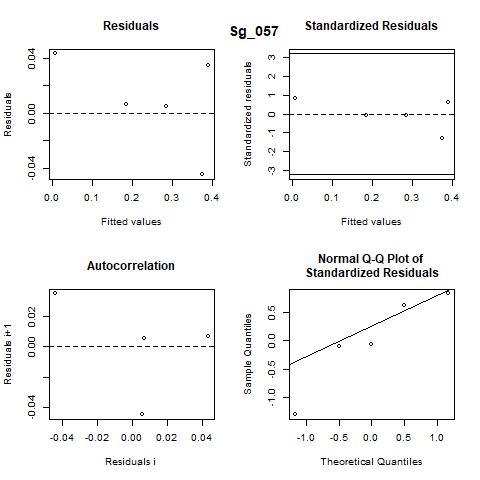 Sg_057
Residuals
Residuals
-0.04 0.00 0.04
0.0 0.1 0.2 0.3 0.4
Fitted values
Standardized Residuals
Standardized residuals
-3 -2 -1 0 1 2 3
0.0 0.1 0.2 0.3 0.4
Fitted values
Autocorrelation
Residuals i+1
-0.04 0.00 0.02
-0.04 -0.02 0.00 0.02 0.04
Residuals i
Normal Q-Q Plot of
Standardized Residuals
Sample Quantiles
-1.0 -0.5 0.0 0.5
-1.0 -0.5 0.0 0.5 1.0
Theoretical Quantiles